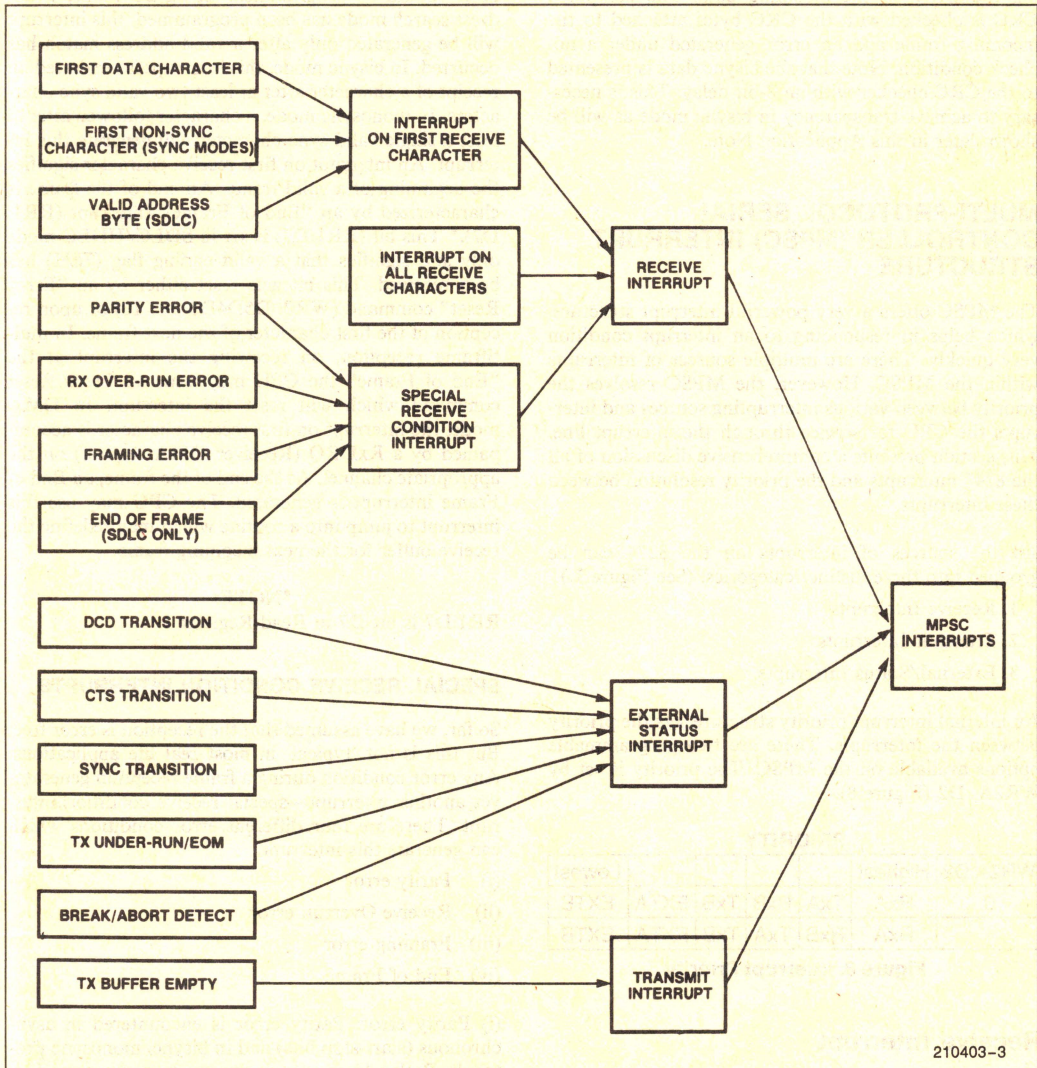 FIRST DATA CHARACTER
FIRST NON-SYNC
CHARACTER (SYNC MODES)
VALID ADDRESS
BYTE (SDLC)
PARITY ERROR
RX OVER-RUN ERROR
FRAMING ERROR
END OF FRAME
(SDLC ONLY)
DCD TRANSITION
CTS TRANSITION
SYNC TRANSITION
TX UNDER-RUN/EOM
BREAK/ABORT DETECT
TX BUFFER EMPTY
INTERRUPT
ON FIRST RECEIVE
CHARACTER
INTERRUPT ON
ALL RECEIVE
CHARACTERS
SPECIAL
RECEIVE
CONDITION
INTERRUPT
RECEIVE
INTERRUPT
EXTERNAL
STATUS
INTERRUPT
TRANSMIT
INTERRUPT
MPSC
INTERRUPTS
210403-3